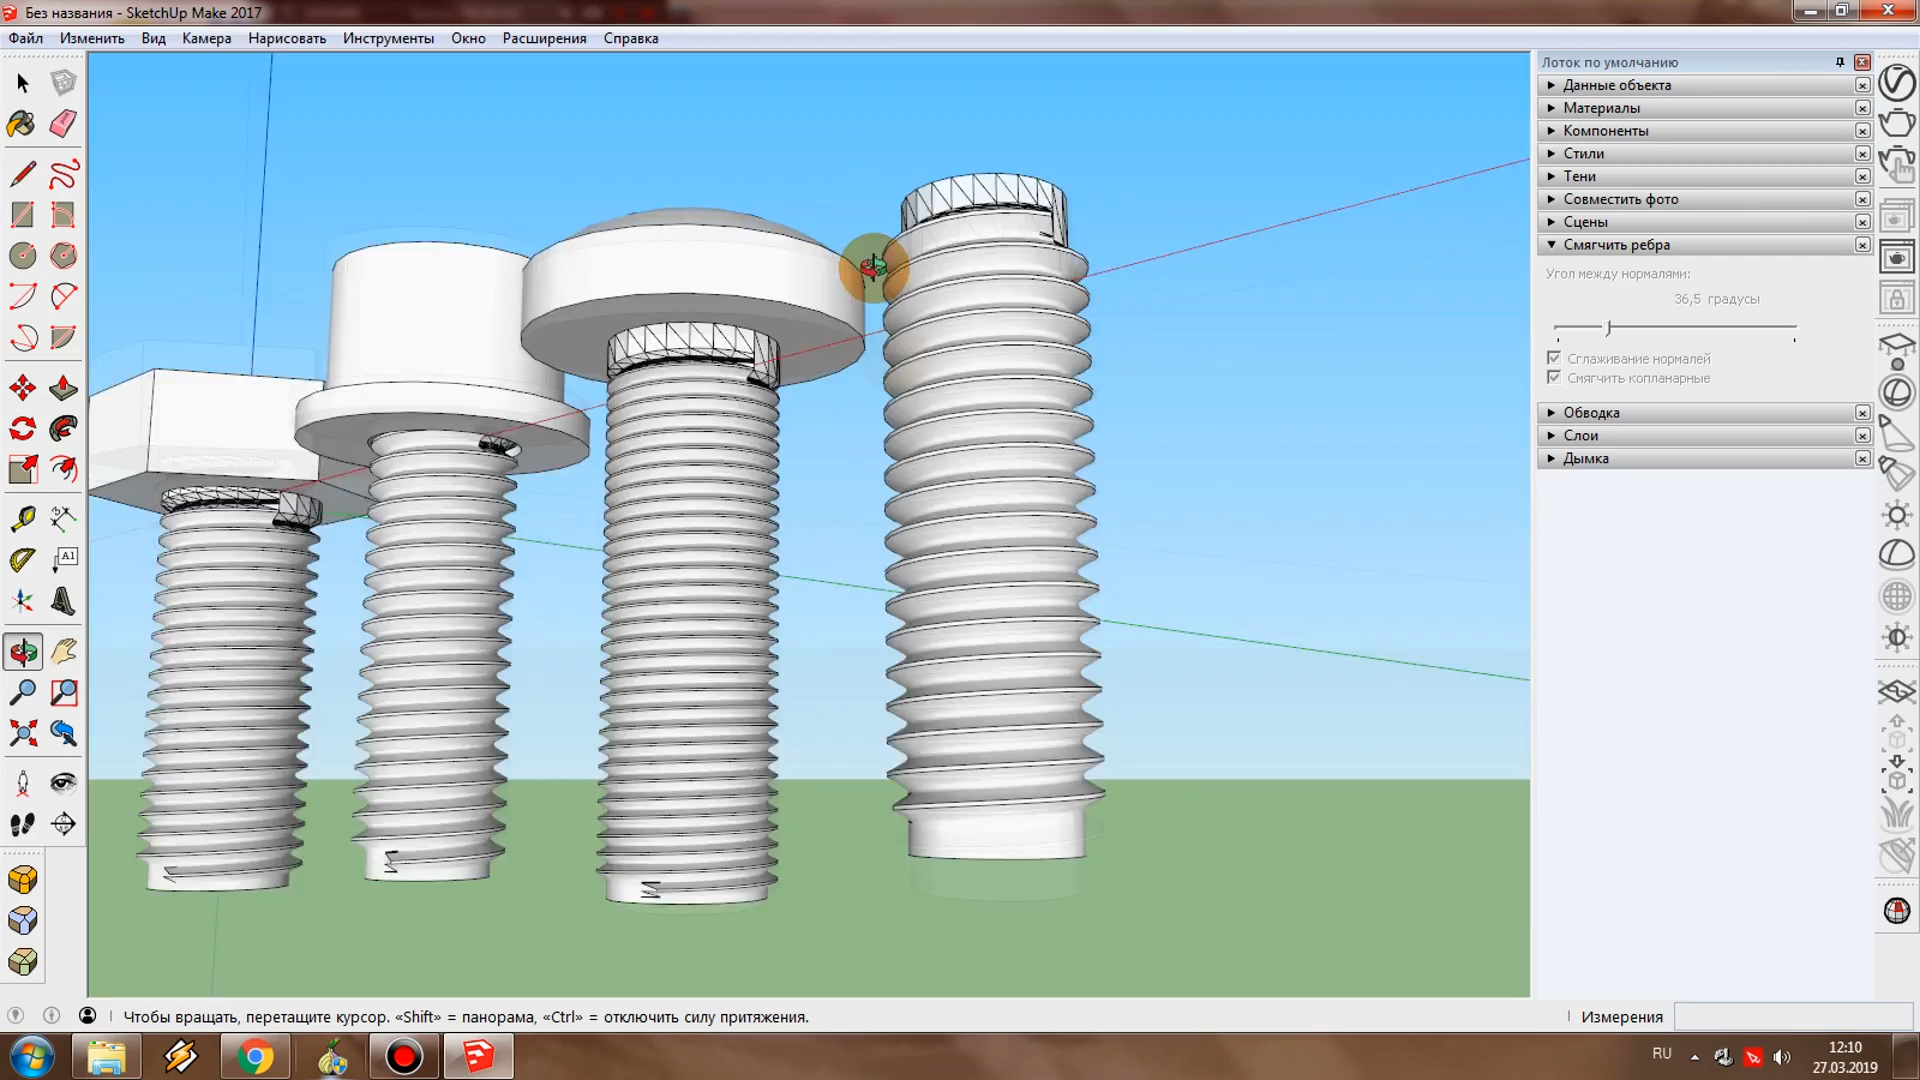 Без названия - SketchUp Make 2017
Файл Изменить Вид Камера Нарисовать Инструменты Окно Расширения Справка
Лоток по умолчанию
Данные объекта
Материалы
Компоненты
Стили
Тени
Совместить фото
Сцены
Смягчить ребра
Угол между нормалями:
36,5 градусы
Сглаживание нормалей
Смягчить копланарные
Обводка
Слои
Дымка
A1
Чтобы вращать, перетащите курсор. «Shift» = панорама, «Ctrl» = отключить силу притяжения.
Измерения
RU
12:10
27.03.2019